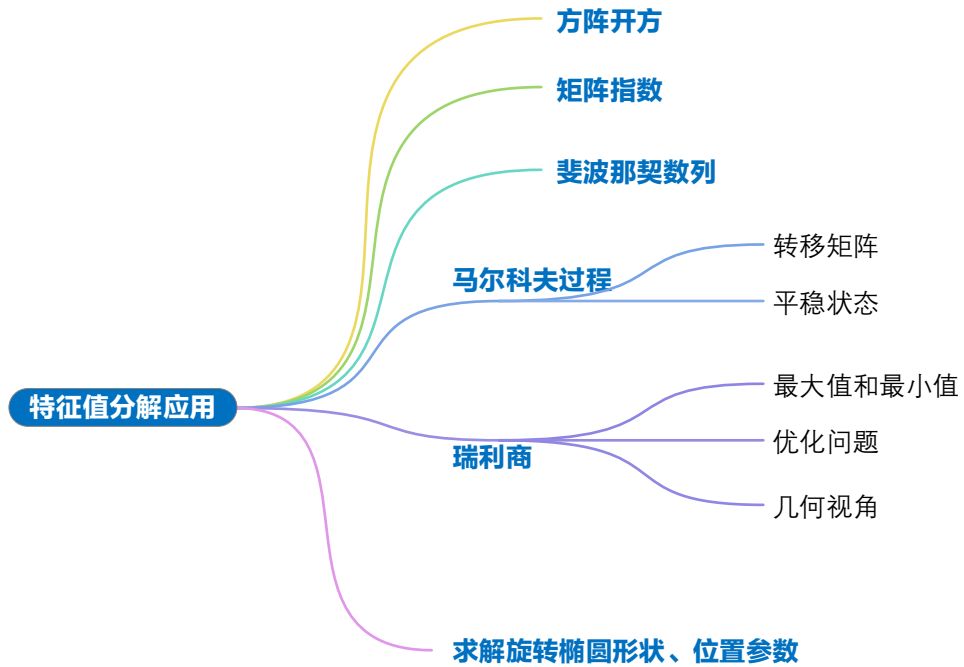 方阵开方
矩阵指数
斐波那契数列
马尔科夫过程
转移矩阵
平稳状态
特征值分解应用
瑞利商
最大值和最小值
优化问题
几何视角
求解旋转椭圆形状、位置参数